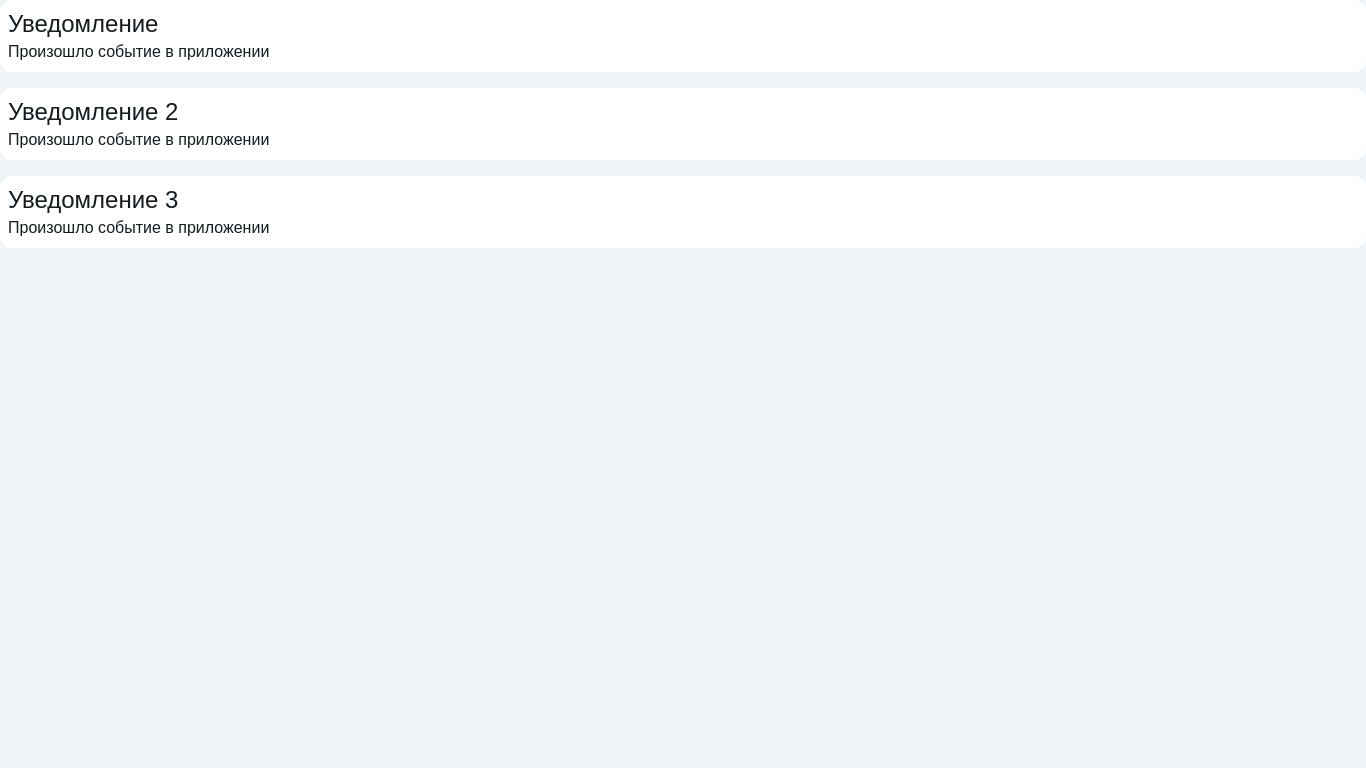 Уведомление
Произошло событие в приложении
Уведомление 2
Произошло событие в приложении
Уведомление 3
Произошло событие в приложении